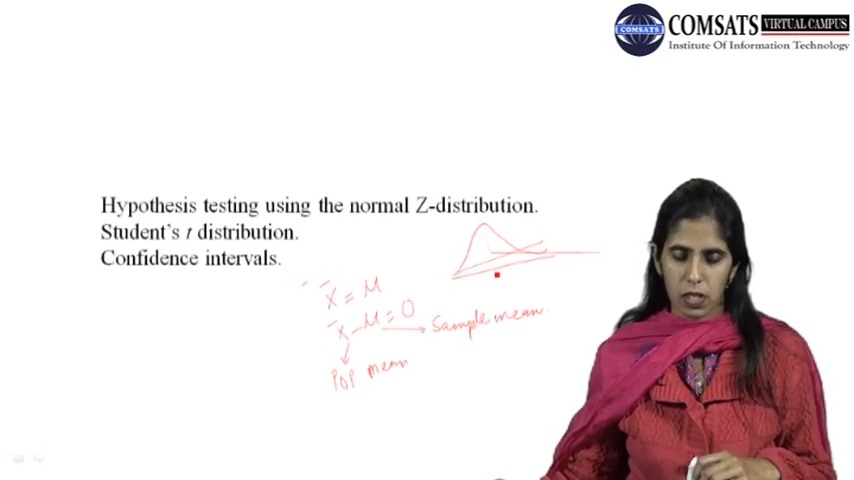 COMSATS VIRTUAL CAMPUS
COMSATS
Institute Of Information Technology
Hypothesis testing using the normal Z-distribution.
Student's t distribution.
Confidence intervals.
x̄ = μ
x̄ - μ = 0
Sample mean.
POP mean